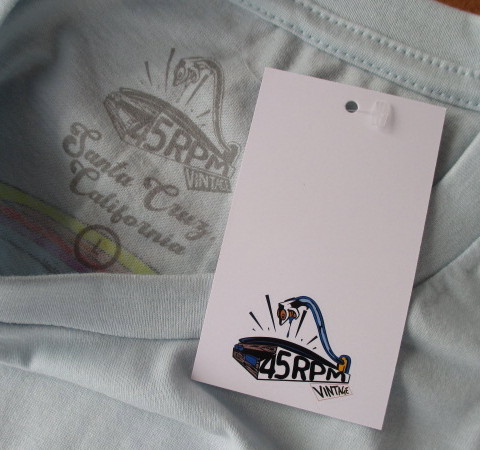 45RPM
VINTAGE
Santa Cruz
California
L
45RPM
VINTAGE